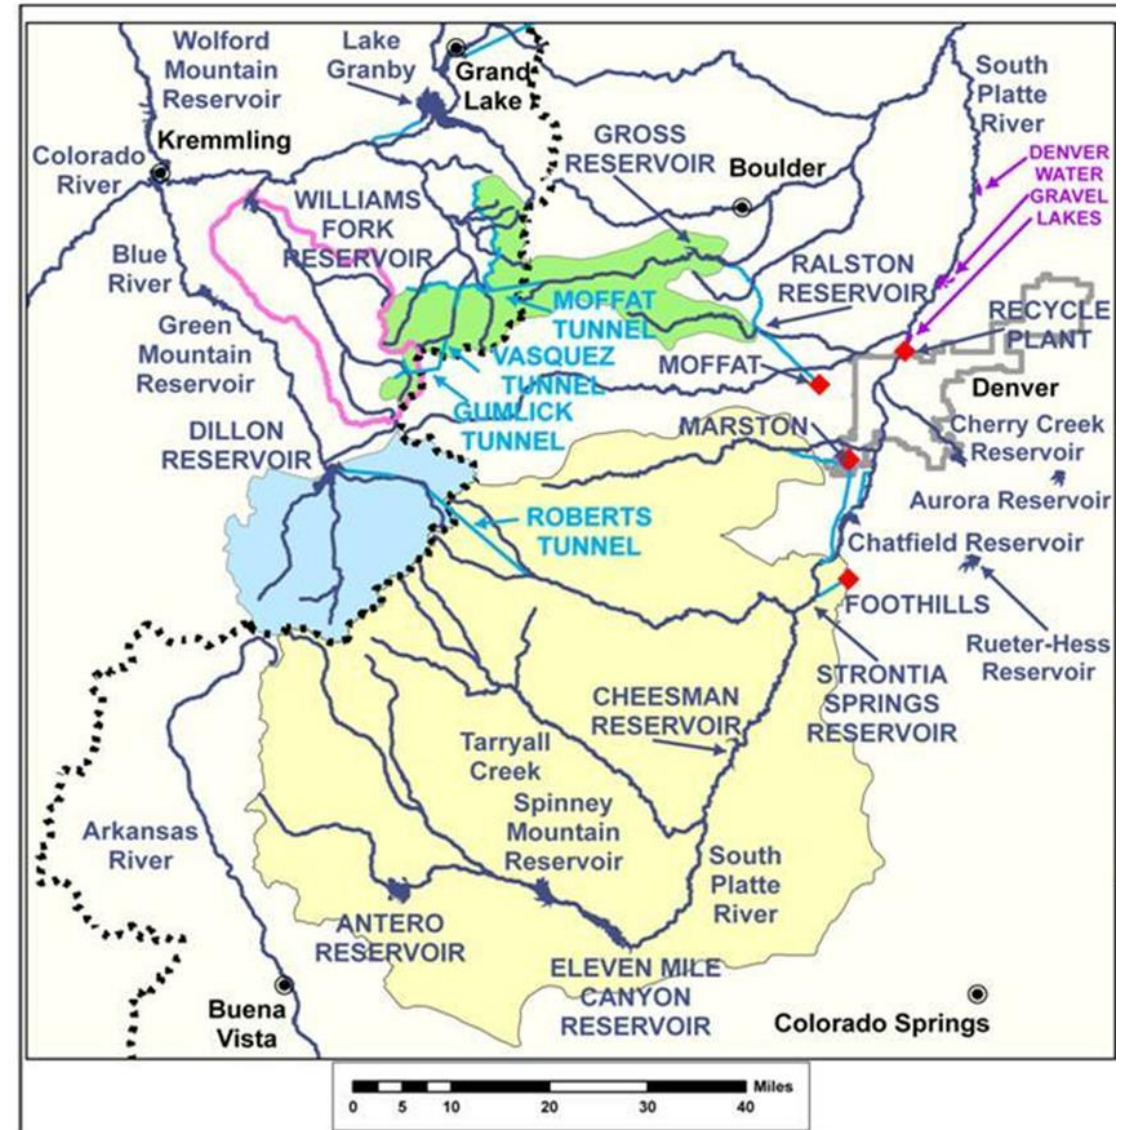 Wolford
Mountain
Reservoir
Lake
Granby
Grand
Lake
South
Platte
River
Kremmling
Colorado
River
GROSS
RESERVOIR
Boulder
DENVER
WATER
GRAVEL
LAKES
WILLIAMS
FORK
RESERVOIR
Blue
River
RALSTON
RESERVOIR
MOFFAT
TUNNEL
RECYCLE
PLANT
Green
Mountain
Reservoir
VASQUEZ
TUNNEL
MOFFAT
Denver
GUMLICK
TUNNEL
DILLON
RESERVOIR
MARSTON
Cherry Creek
Reservoir
Aurora Reservoir
ROBERTS
TUNNEL
Chatfield Reservoir
FOOTHILLS
Rueter-Hess
Reservoir
STRONTIA
SPRINGS
RESERVOIR
CHEESMAN
RESERVOIR
Tarryall
Creek
Spinney
Mountain
Reservoir
Arkansas
River
South
Platte
River
ANTERO
RESERVOIR
ELEVEN MILE
CANYON
RESERVOIR
Buena
Vista
Colorado Springs
Miles
0 5 10 20 30 40